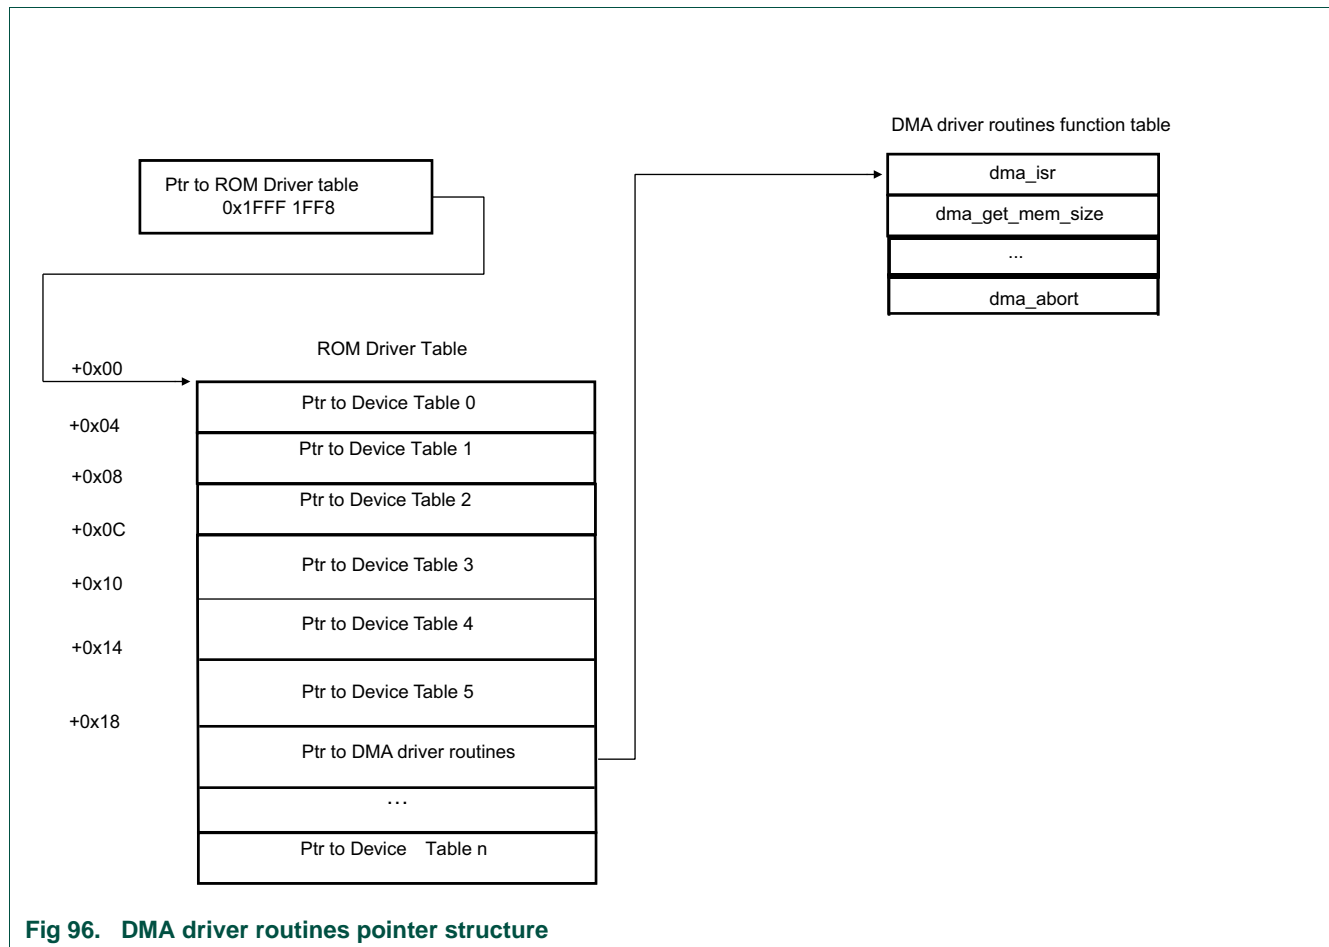 DMA driver routines function table
Ptr to ROM Driver table
0x1FFF 1FF8
dma_isr
dma_get_mem_size
...
dma_abort
ROM Driver Table
+0x00
Ptr to Device Table 0
+0x04
Ptr to Device Table 1
+0x08
Ptr to Device Table 2
+0x0C
Ptr to Device Table 3
+0x10
Ptr to Device Table 4
+0x14
Ptr to Device Table 5
+0x18
Ptr to DMA driver routines
...
Ptr to Device Table n
Fig 96. DMA driver routines pointer structure